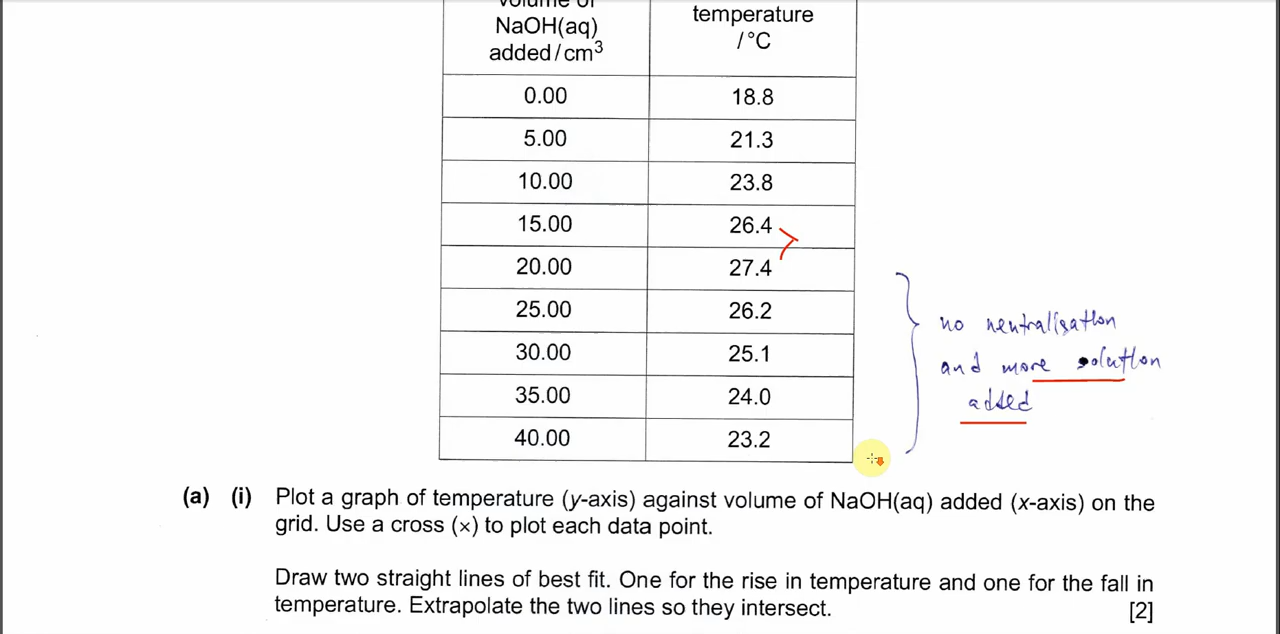 volume of
NaOH(aq)
added/cm³
temperature
/°C
0.00 18.8
5.00 21.3
10.00 23.8
15.00 26.4
20.00 27.4
25.00 26.2
30.00 25.1
35.00 24.0
40.00 23.2
no neutralisation
and more solution
added
(a) (i) Plot a graph of temperature (y-axis) against volume of NaOH(aq) added (x-axis) on the
grid. Use a cross (×) to plot each data point.
Draw two straight lines of best fit. One for the rise in temperature and one for the fall in
temperature. Extrapolate the two lines so they intersect. [2]